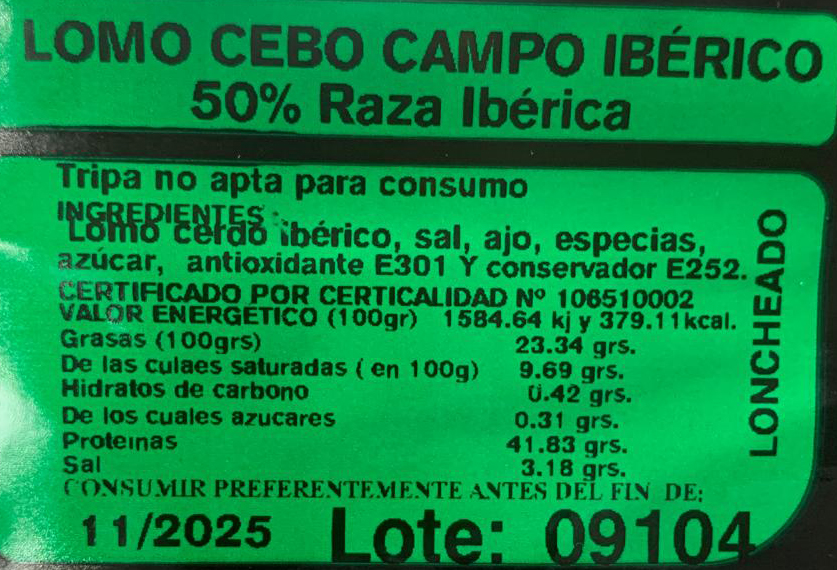 LOMO CEBO CAMPO IBÉRICO
50% Raza Ibérica
Tripa no apta para consumo
INGREDIENTES :
Lomo cerdo ibérico, sal, ajo, especias,
azúcar, antioxidante E301 Y conservador E252.
CERTIFICADO POR CERTICALIDAD Nº 106510002
VALOR ENERGÉTICO (100gr) 1584.64 kj y 379.11kcal.
Grasas (100grs) 23.34 grs.
De las culaes saturadas ( en 100g) 9.69 grs.
Hidratos de carbono 0.42 grs.
De los cuales azucares 0.31 grs.
Proteinas 41.83 grs.
Sal 3.18 grs.
CONSUMIR PREFERENTEMENTE ANTES DEL FIN DE:
11/2025 Lote: 09104
LONCHEADO